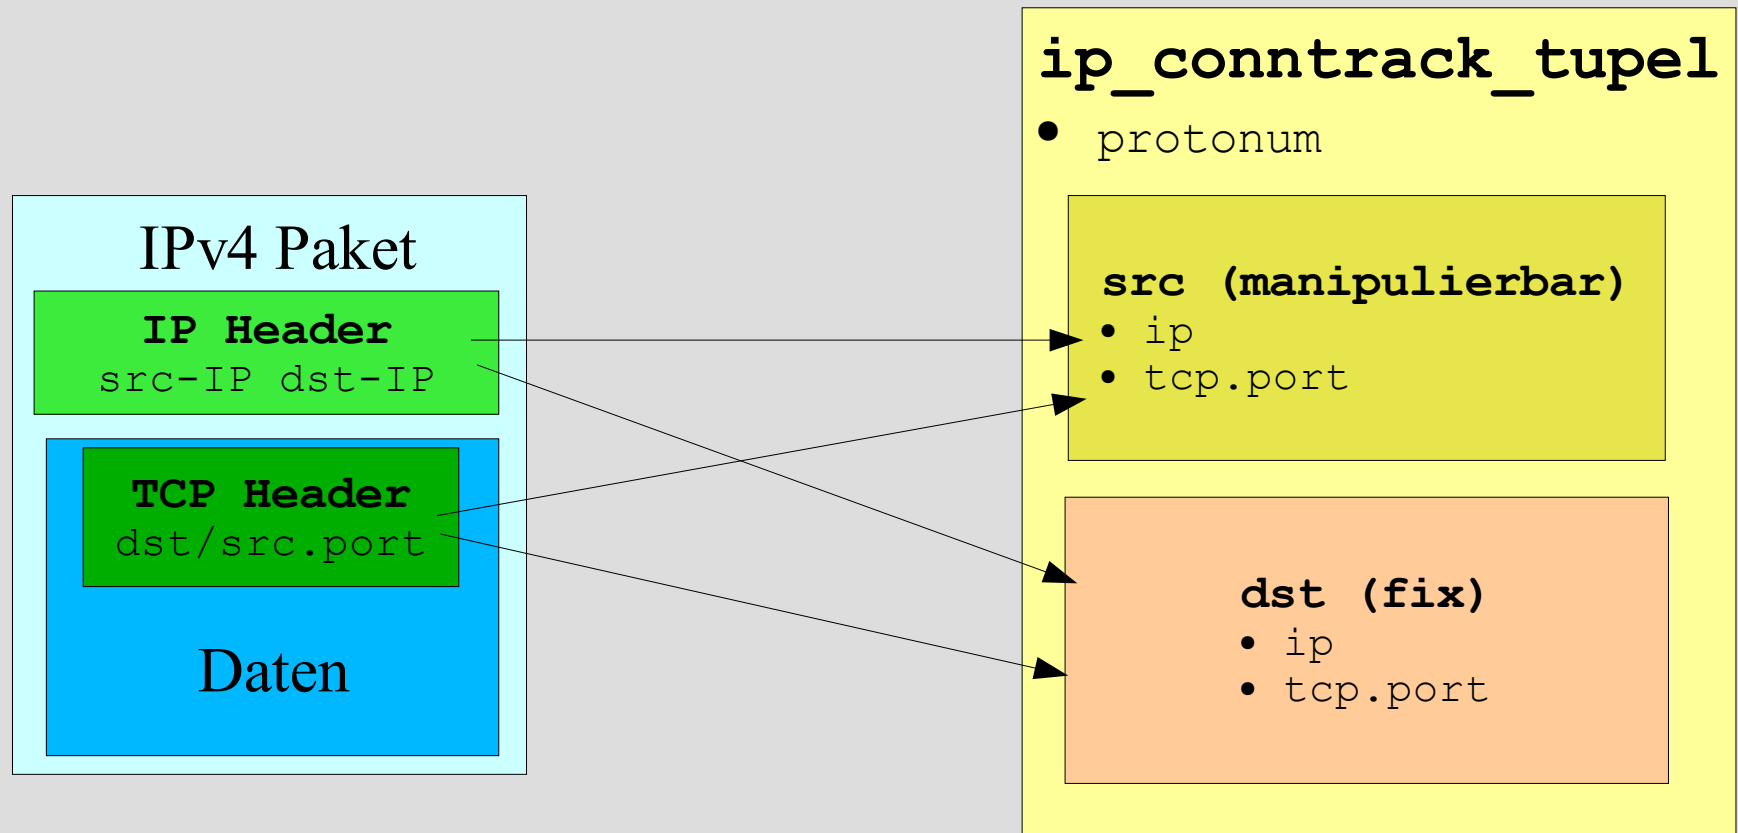 IPv4 Paket
IP Header
src-IP dst-IP
TCP Header
dst/src.port
Daten
ip_conntrack_tupel
• protonum
src (manipulierbar)
• ip
• tcp.port
dst (fix)
• ip
• tcp.port